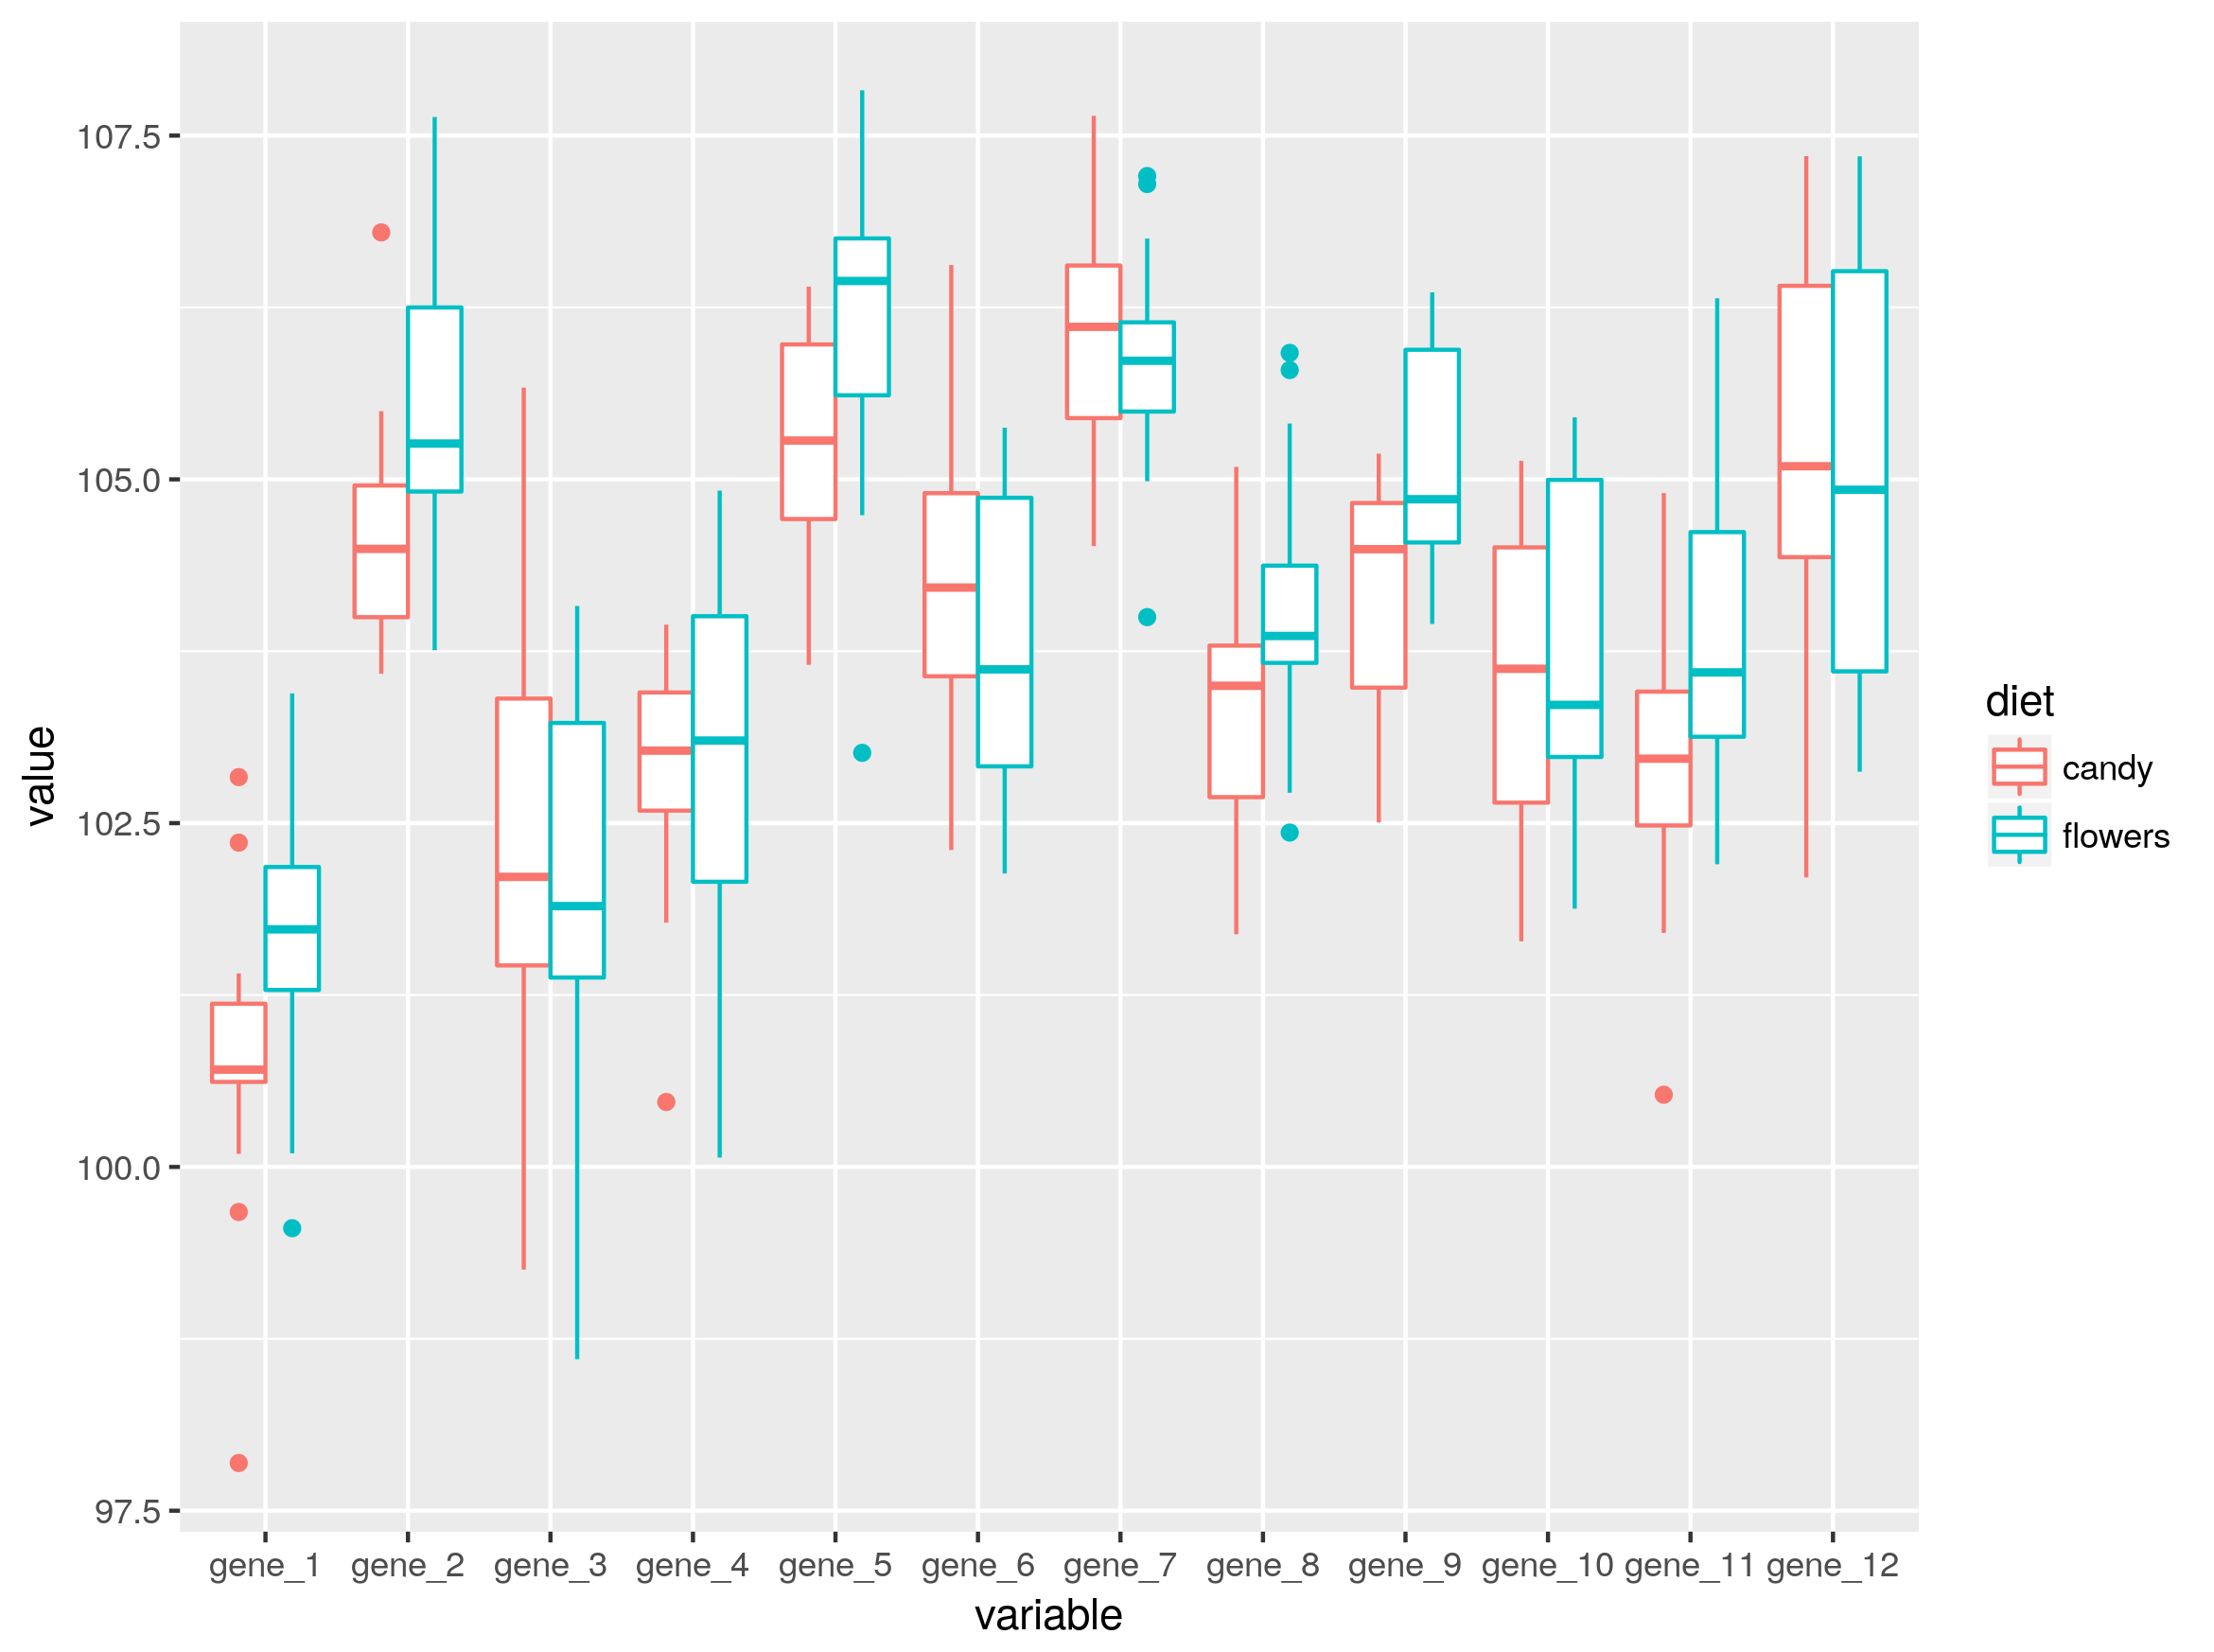 107.5
105.0
102.5
100.0
97.5
value
gene_1 gene_2 gene_3 gene_4 gene_5 gene_6 gene_7 gene_8 gene_9 gene_10 gene_11 gene_12
variable
diet
candy
flowers